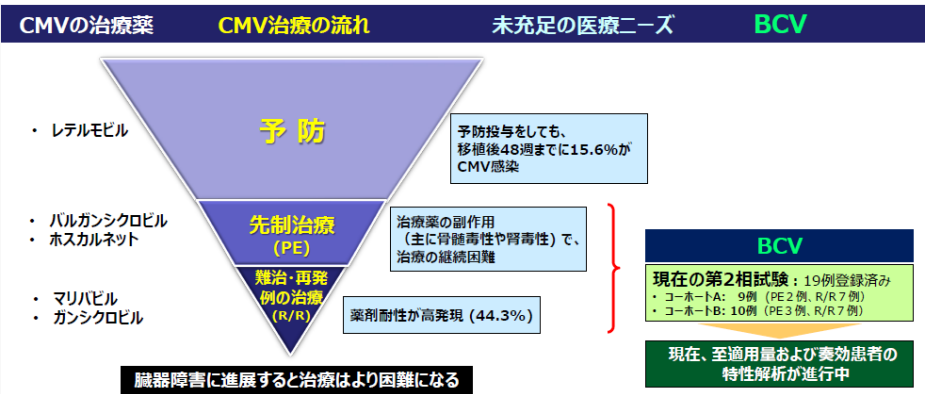 CMVの治療薬
CMV治療の流れ
未充足の医療ニーズ
BCV
・ レテルモビル
予 防
予防投与をしても、
移植後48週までに15.6%が
CMV感染
・ バルガンシクロビル
・ ホスカルネット
先制治療
(PE)
治療薬の副作用
（主に骨髄毒性や腎毒性）で、
治療の継続困難
・ マリバビル
・ ガンシクロビル
難治・再発
例の治療
(R/R)
薬剤耐性が高発現 (44.3%)
BCV
現在の第2相試験：19例登録済み
・ コーホートA: 9例（PE２例、R/R７例）
・ コーホートB: 10例（PE３例、R/R７例）
現在、至適用量および奏効患者の
特性解析が進行中
臓器障害に進展すると治療はより困難になる